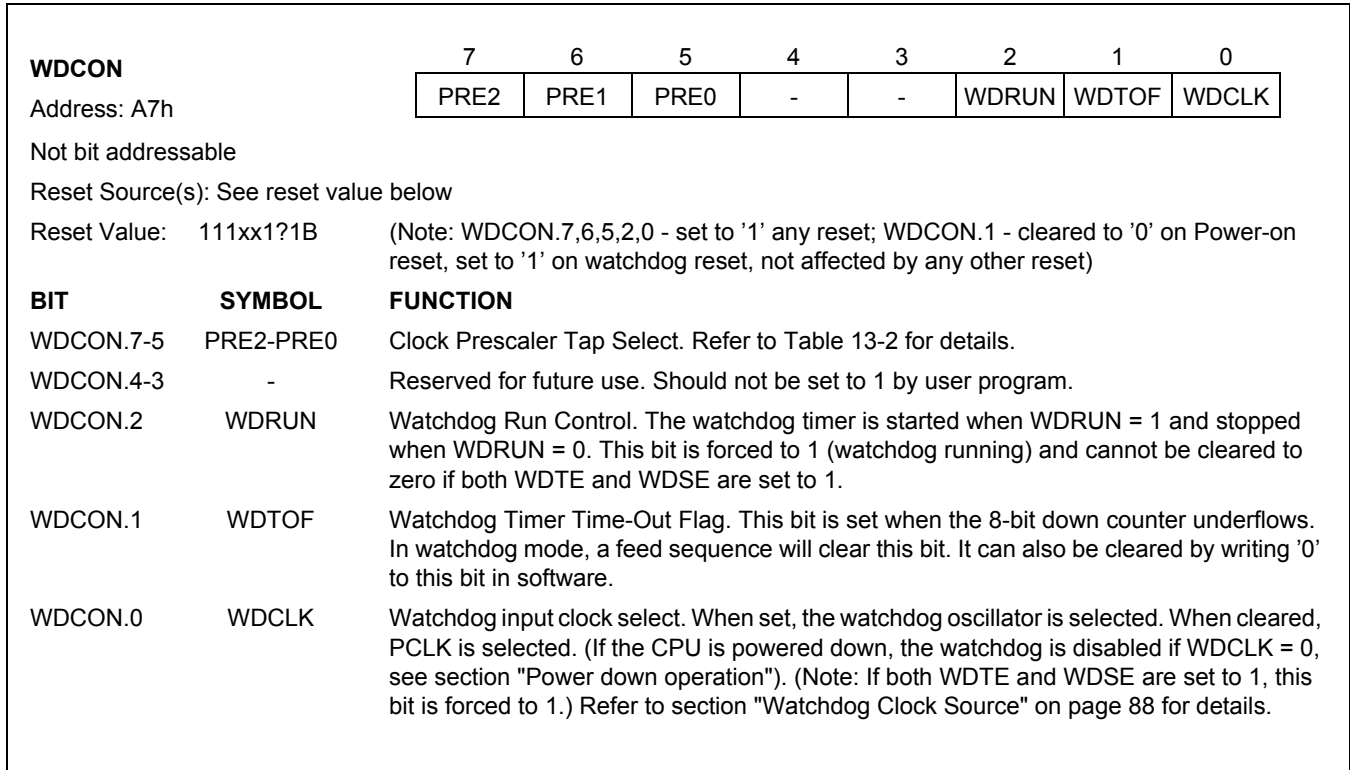 WDCON 7 6 5 4 3 2 1 0
Address: A7h PRE2 PRE1 PRE0 - - WDRUN WDTOF WDCLK
Not bit addressable
Reset Source(s): See reset value below
Reset Value: 111xx1?1B (Note: WDCON.7,6,5,2,0 - set to '1' any reset; WDCON.1 - cleared to '0' on Power-on
reset, set to '1' on watchdog reset, not affected by any other reset)
BIT SYMBOL FUNCTION
WDCON.7-5 PRE2-PRE0 Clock Prescaler Tap Select. Refer to Table 13-2 for details.
WDCON.4-3 - Reserved for future use. Should not be set to 1 by user program.
WDCON.2 WDRUN Watchdog Run Control. The watchdog timer is started when WDRUN = 1 and stopped
when WDRUN = 0. This bit is forced to 1 (watchdog running) and cannot be cleared to
zero if both WDTE and WDSE are set to 1.
WDCON.1 WDTOF Watchdog Timer Time-Out Flag. This bit is set when the 8-bit down counter underflows.
In watchdog mode, a feed sequence will clear this bit. It can also be cleared by writing '0'
to this bit in software.
WDCON.0 WDCLK Watchdog input clock select. When set, the watchdog oscillator is selected. When cleared,
PCLK is selected. (If the CPU is powered down, the watchdog is disabled if WDCLK = 0,
see section "Power down operation"). (Note: If both WDTE and WDSE are set to 1, this
bit is forced to 1.) Refer to section "Watchdog Clock Source" on page 88 for details.